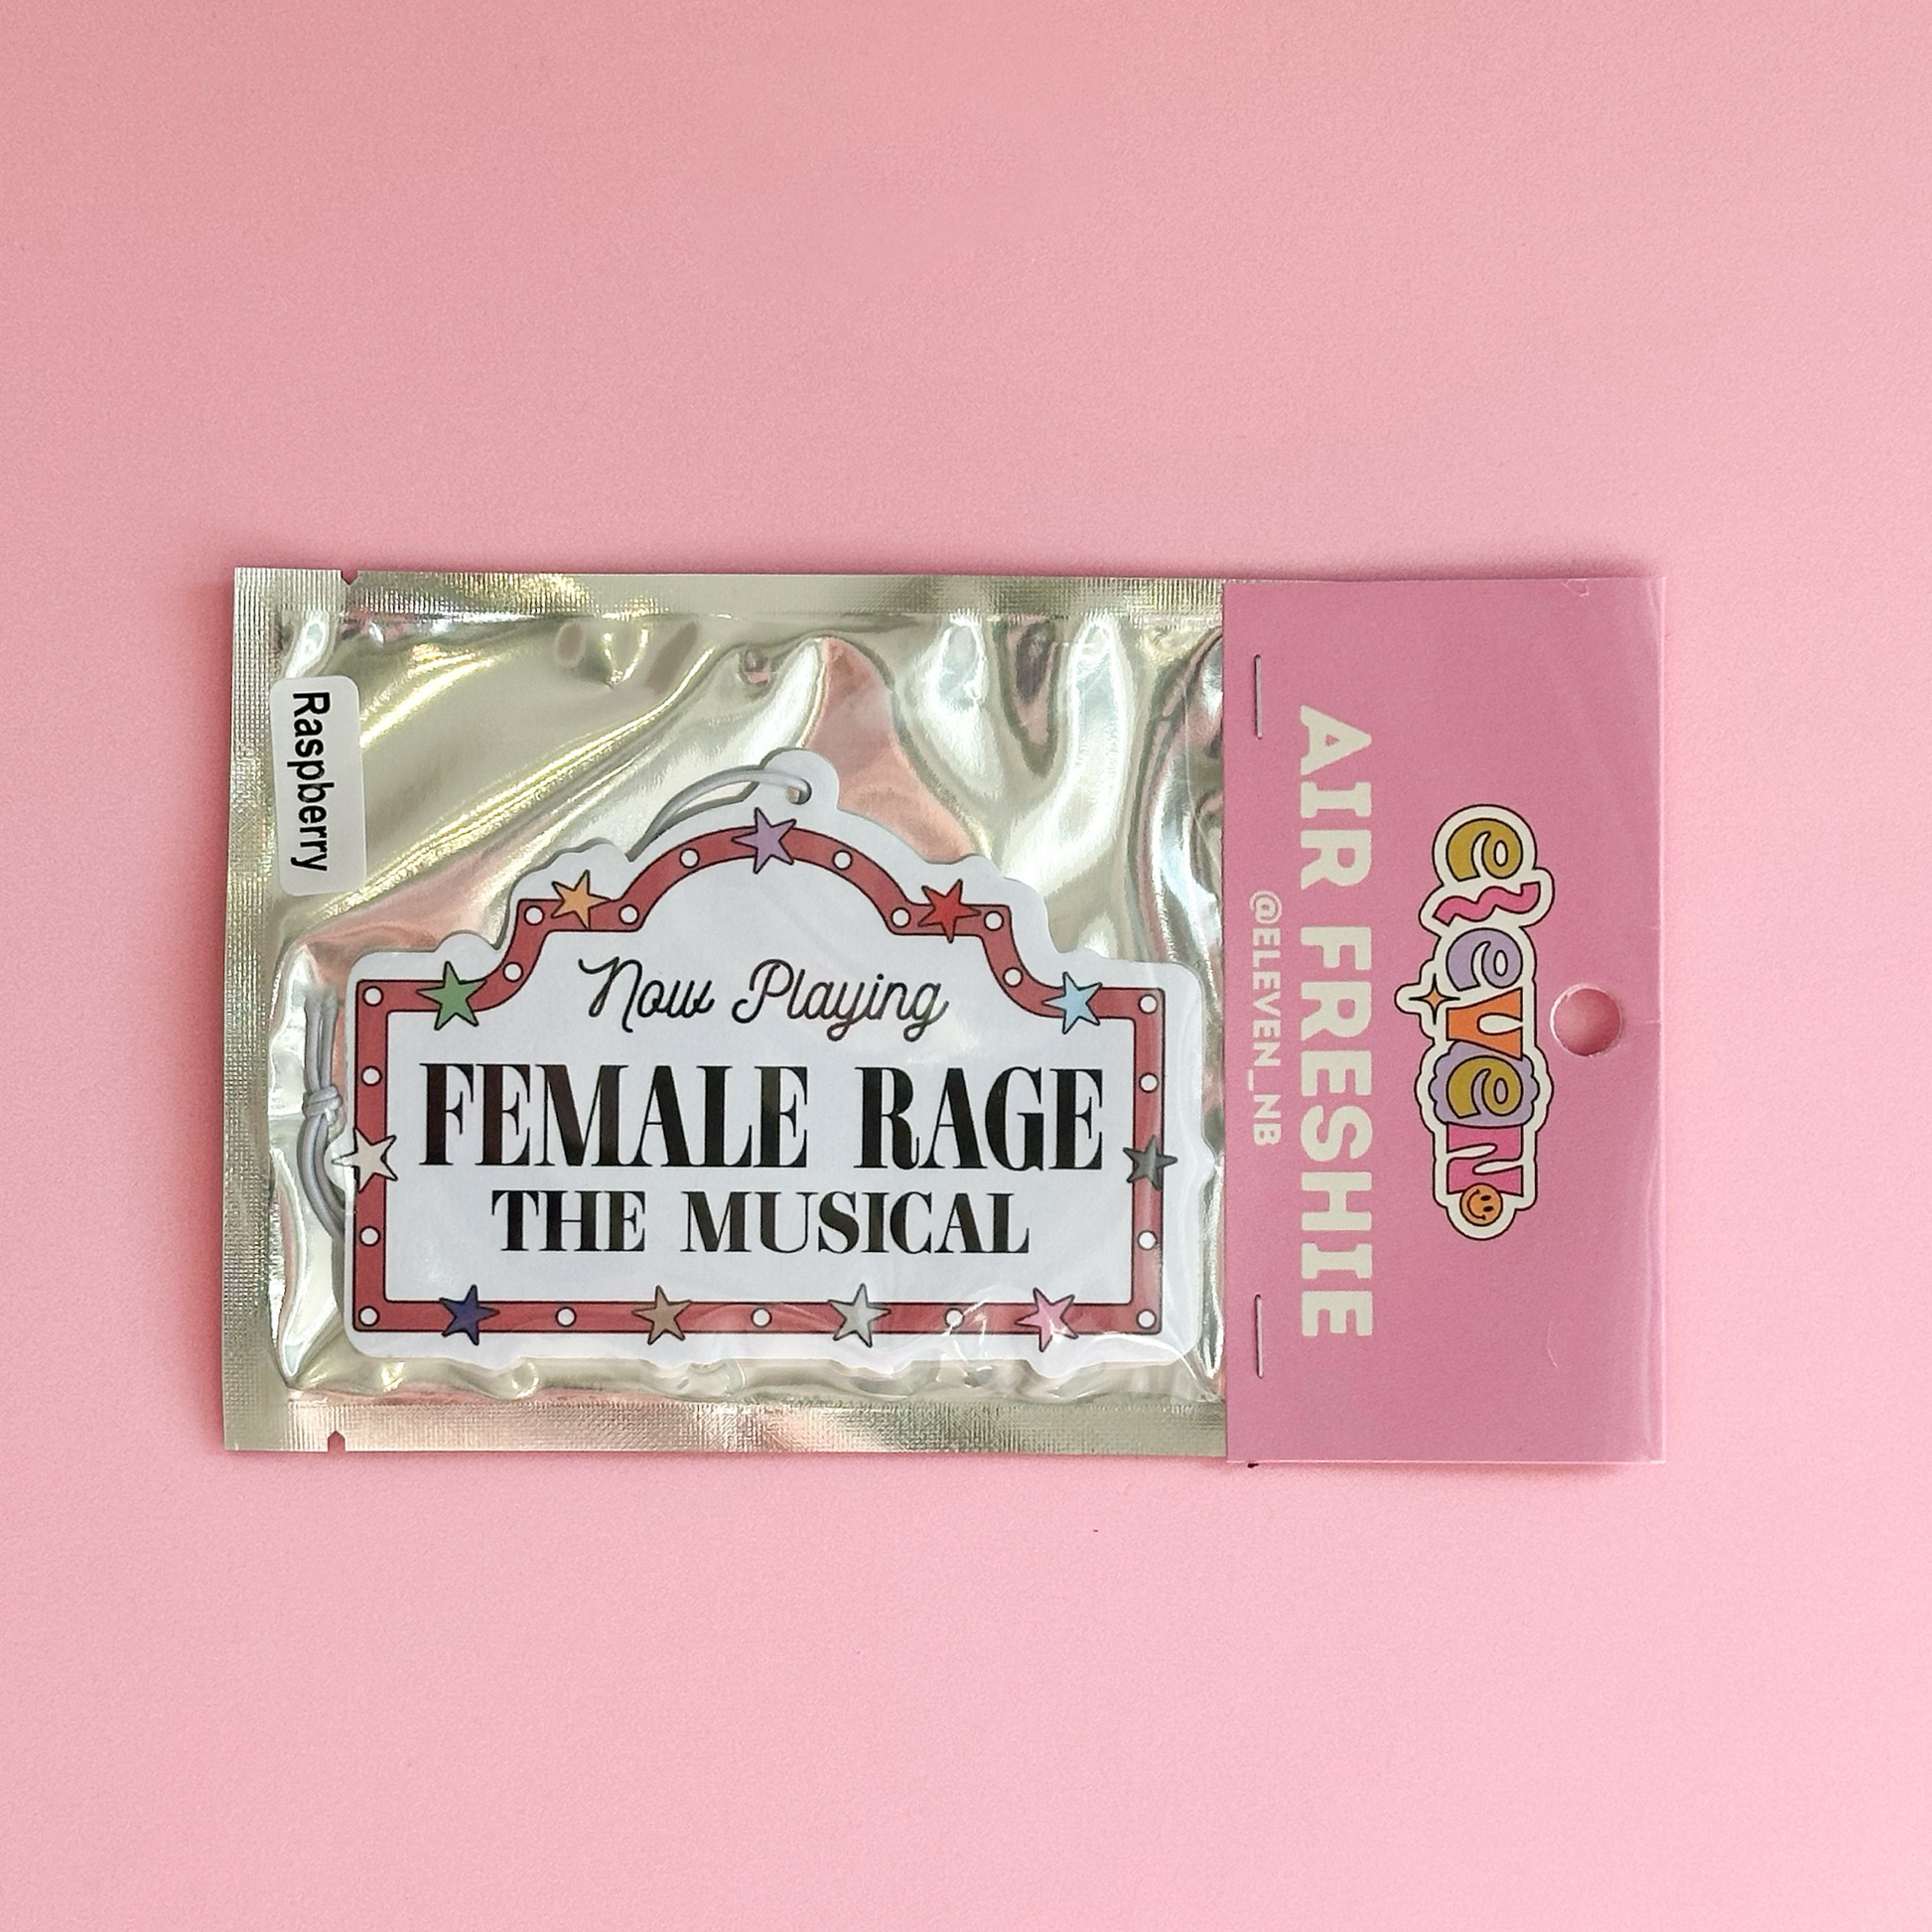 Raspberry
Now Playing
FEMALE RAGE
THE MUSICAL
eleven
AIR FRESHIE
@ELEVEN_NB